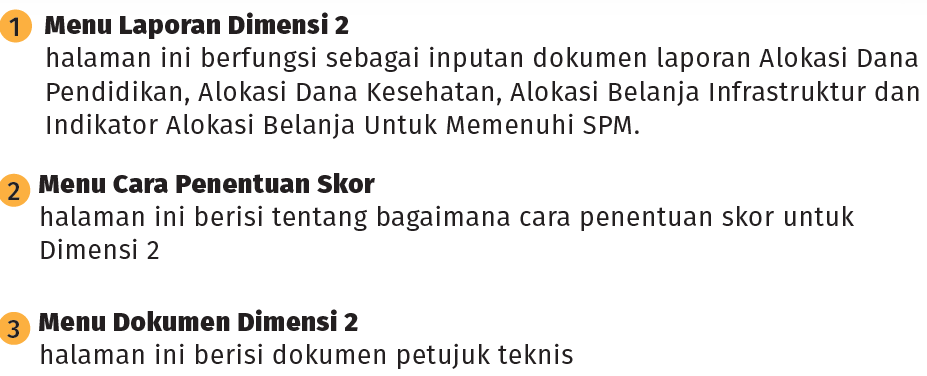 1 Menu Laporan Dimensi 2
halaman ini berfungsi sebagai inputan dokumen laporan Alokasi Dana
Pendidikan, Alokasi Dana Kesehatan, Alokasi Belanja Infrastruktur dan
Indikator Alokasi Belanja Untuk Memenuhi SPM.
2 Menu Cara Penentuan Skor
halaman ini berisi tentang bagaimana cara penentuan skor untuk
Dimensi 2
3 Menu Dokumen Dimensi 2
halaman ini berisi dokumen petujuk teknis